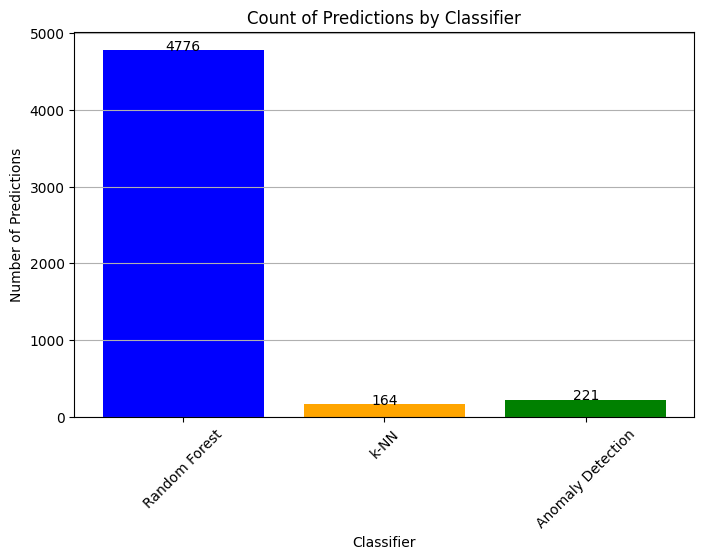 Count of Predictions by Classifier
Number of Predictions
5000
4000
3000
2000
1000
0
4776
164
221
Random Forest
k-NN
Anomaly Detection
Classifier